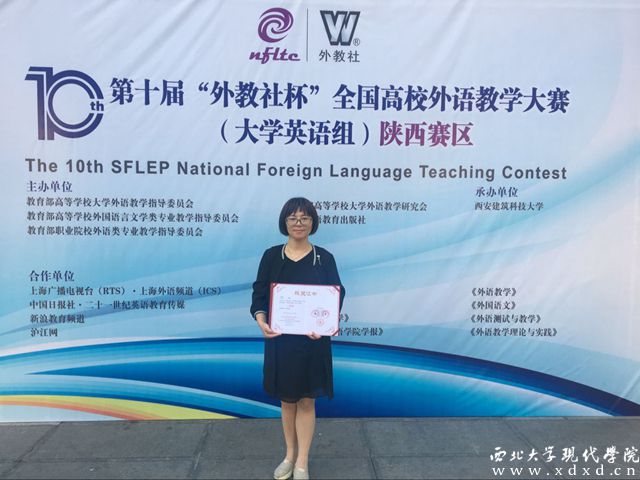 nfltc
W®
外教社
10th
第十届“外教社杯”全国高校外语教学大赛
(大学英语组)陕西赛区
The 10th SFLEP National Foreign Language Teaching Contest
主办单位
教育部高等学校大学外语教学指导委员会
教育部高等学校外国语言文学类专业教学指导委员会
教育部职业院校外语类专业教学指导委员会
高等学校大学外语教学研究会
语教育出版社
承办单位
西安建筑科技大学
合作单位
上海广播电视台(RTS)·上海外语频道(ICS)
中国日报社·二十一世纪英语教育传媒
新浪教育频道
沪江网
学》
语学院学报》
《外语教学》
《外国语文》
《外语测试与教学》
《外语教学理论与实践》
获奖证书
西北大学现代学院
www.xdxd.cn